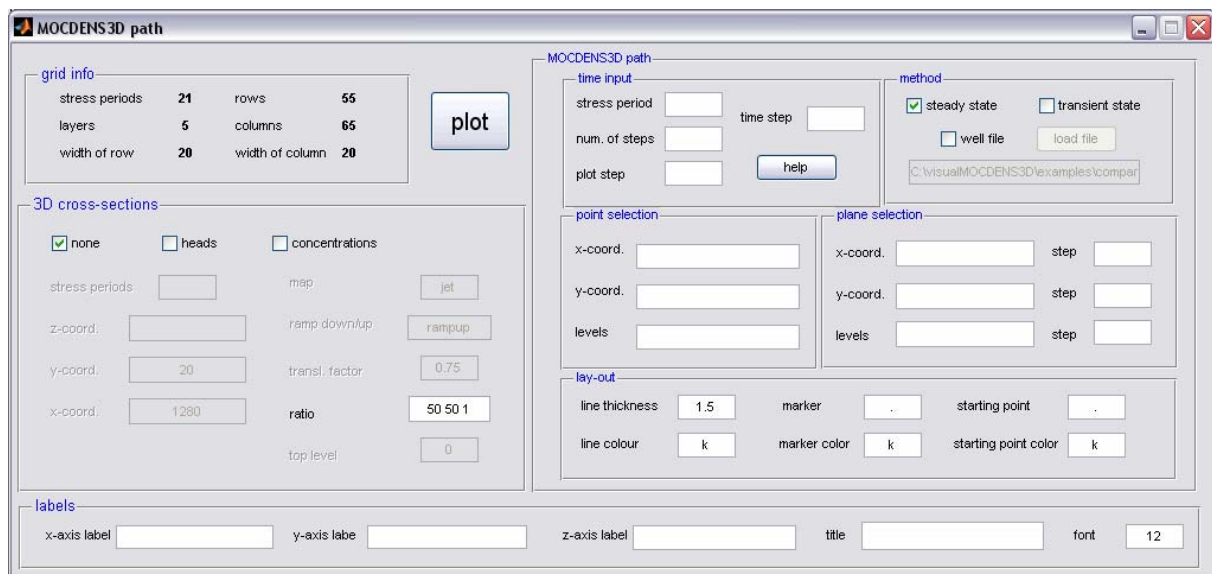 MOCDENS3D path
grid info
stress periods 21 rows 55
layers 5 columns 65
width of row 20 width of column 20
plot
3D cross-sections
none heads concentrations
stress periods map jet
z-coord. ramp down/up rampup
y-coord. 20 transl. factor 0.75
x-coord. 1280 ratio 50 50 1
top level 0
MOCDENS3D path
time input
stress period time step
num. of steps
plot step help
method
steady state transient state
well file load file
C:\visualMOCDENS3D\examples\compar
point selection
x-coord.
y-coord.
levels
plane selection
x-coord. step
y-coord. step
levels step
lay-out
line thickness 1.5 marker . starting point .
line colour k marker color k starting point color k
labels
x-axis label y-axis labe z-axis label title font 12